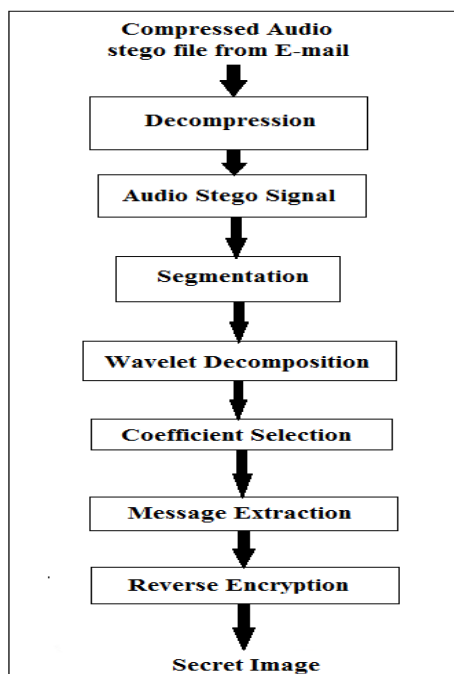 Compressed Audio
stego file from E-mail
Decompression
Audio Stego Signal
Segmentation
Wavelet Decomposition
Coefficient Selection
Message Extraction
Reverse Encryption
Secret Image